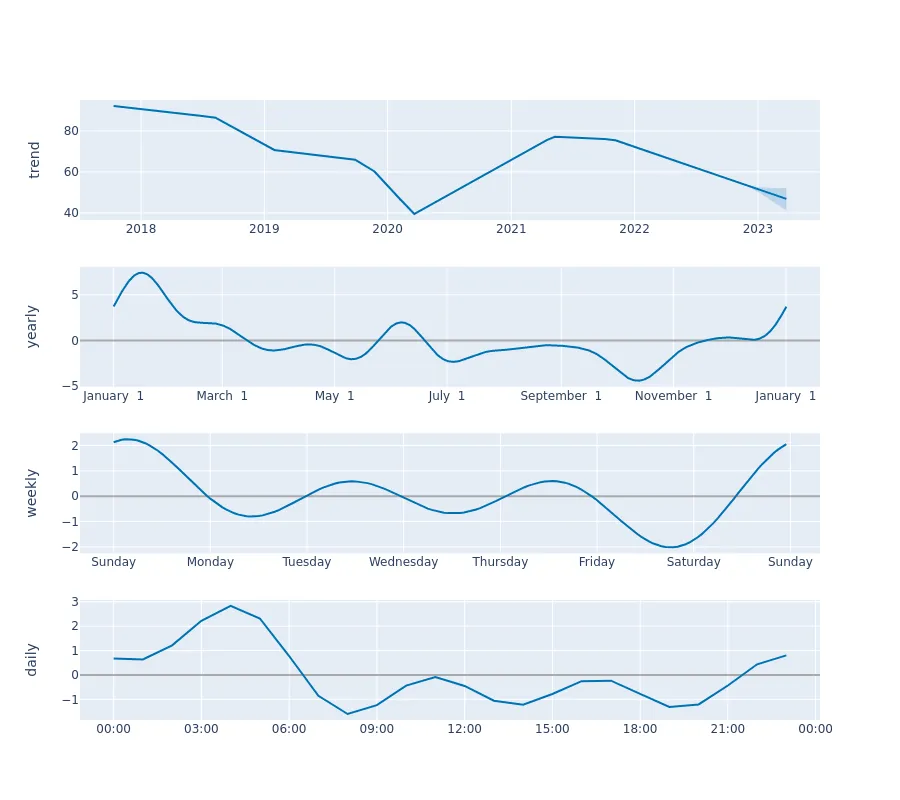 trend
80
60
40
2018 2019 2020 2021 2022 2023
yearly
5
0
−5
January 1 March 1 May 1 July 1 September 1 November 1 January 1
weekly
2
1
0
−1
−2
Sunday Monday Tuesday Wednesday Thursday Friday Saturday Sunday
daily
3
2
1
0
−1
00:00 03:00 06:00 09:00 12:00 15:00 18:00 21:00 00:00